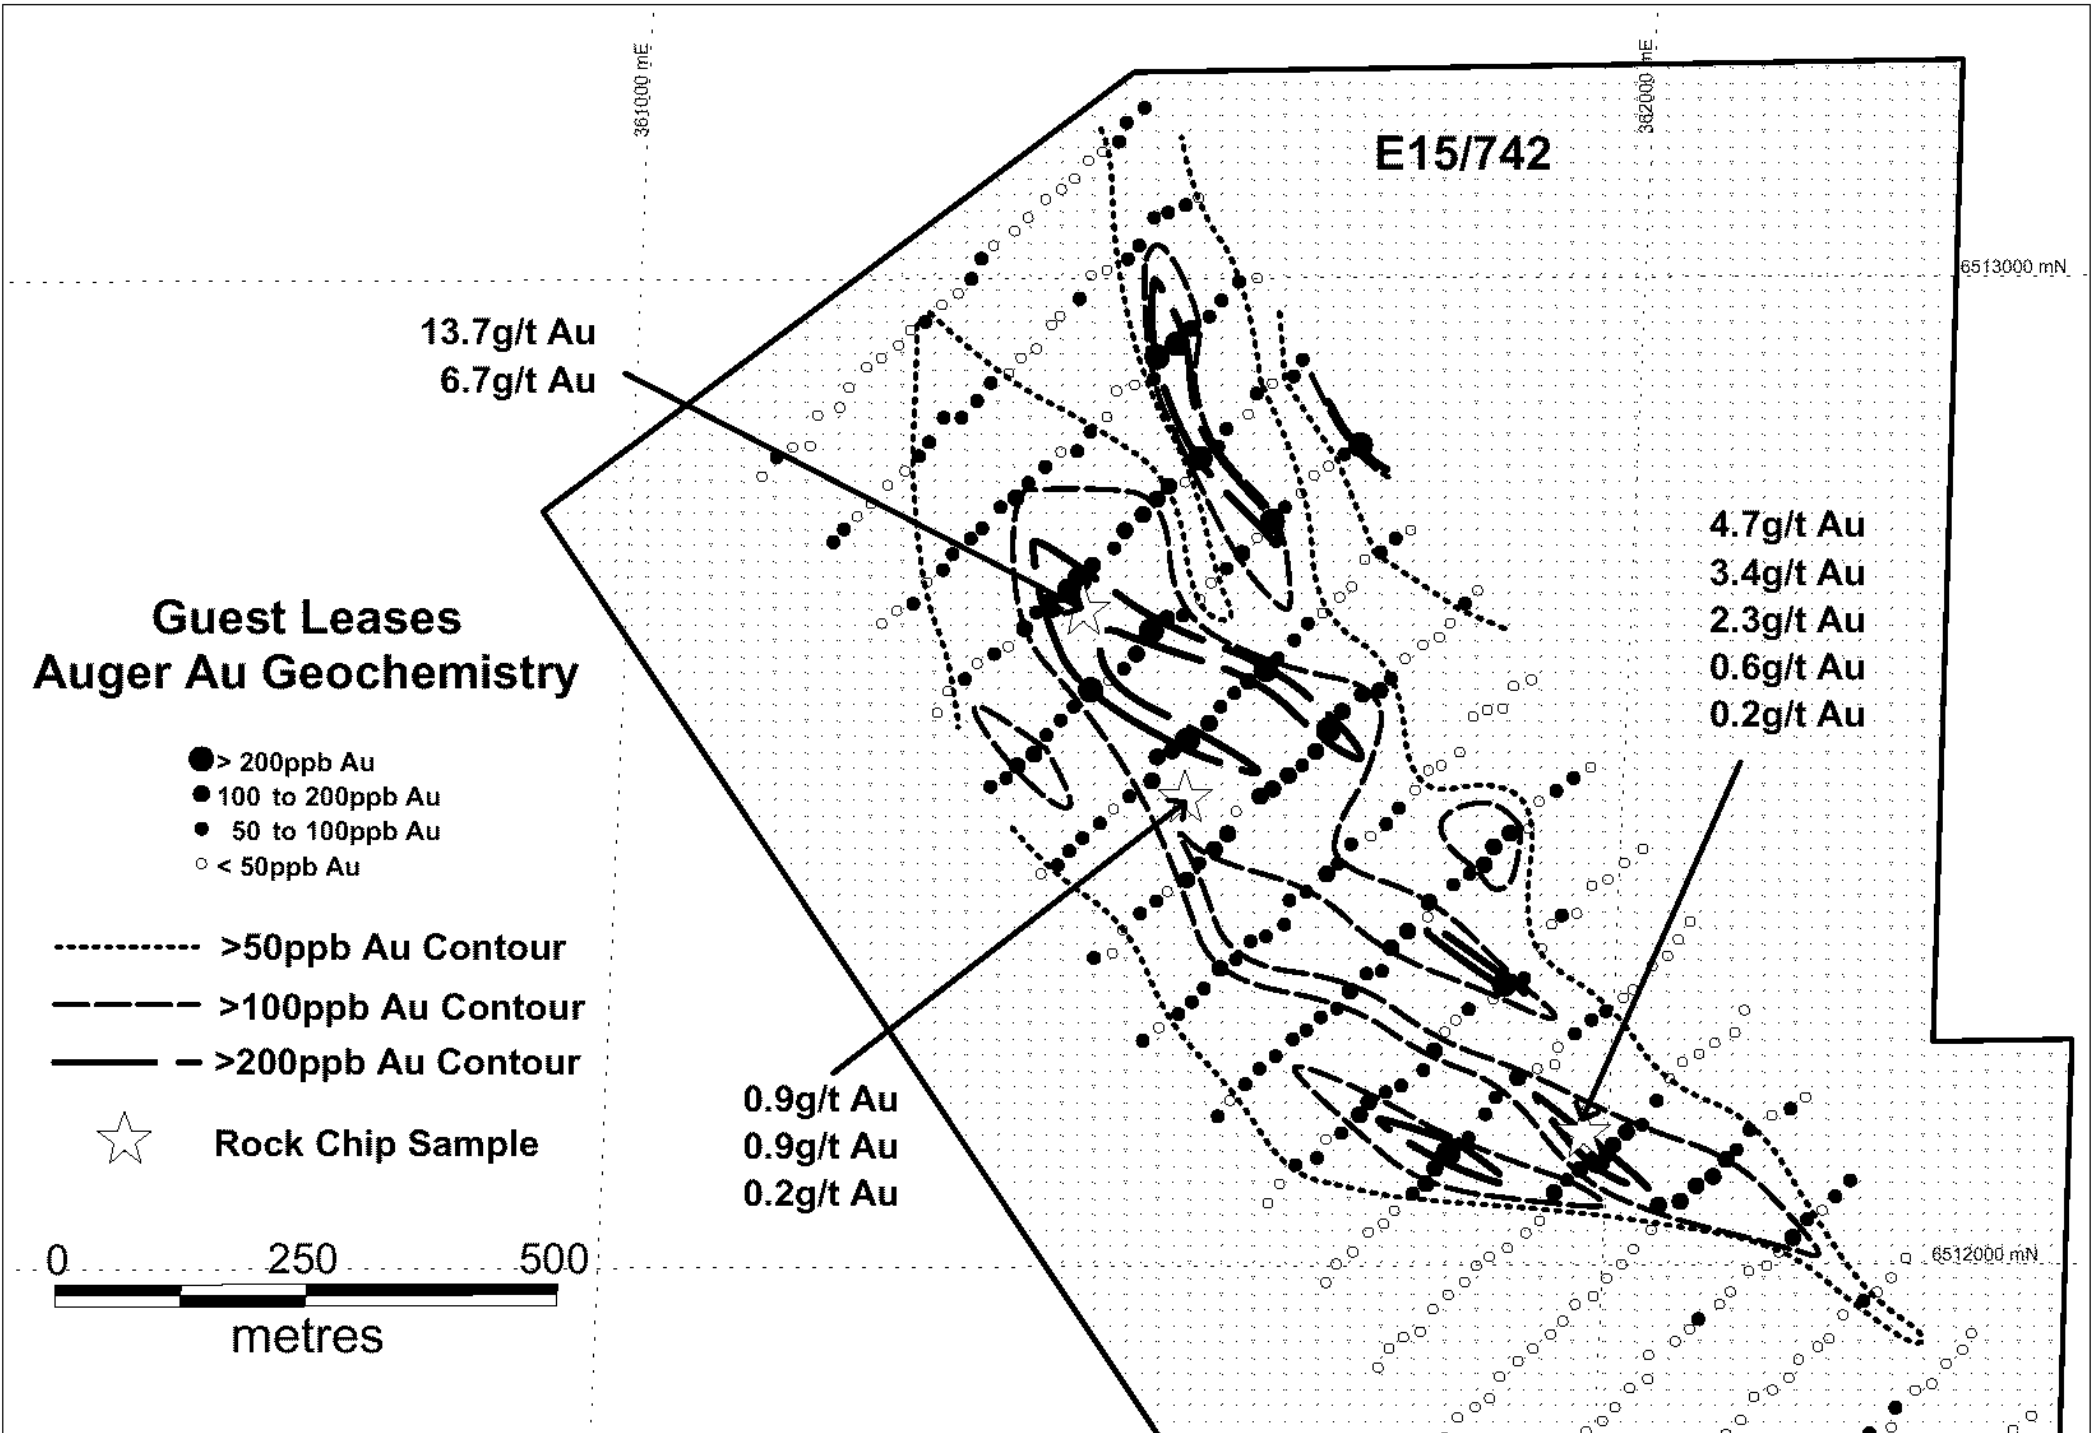 361000 mE
362000 mE
E15/742
6513000 mN
13.7g/t Au
6.7g/t Au
4.7g/t Au
3.4g/t Au
2.3g/t Au
0.6g/t Au
0.2g/t Au
Guest Leases
Auger Au Geochemistry
> 200ppb Au
100 to 200ppb Au
50 to 100ppb Au
< 50ppb Au
>50ppb Au Contour
>100ppb Au Contour
>200ppb Au Contour
Rock Chip Sample
0.9g/t Au
0.9g/t Au
0.2g/t Au
6512000 mN
0 250 500
metres